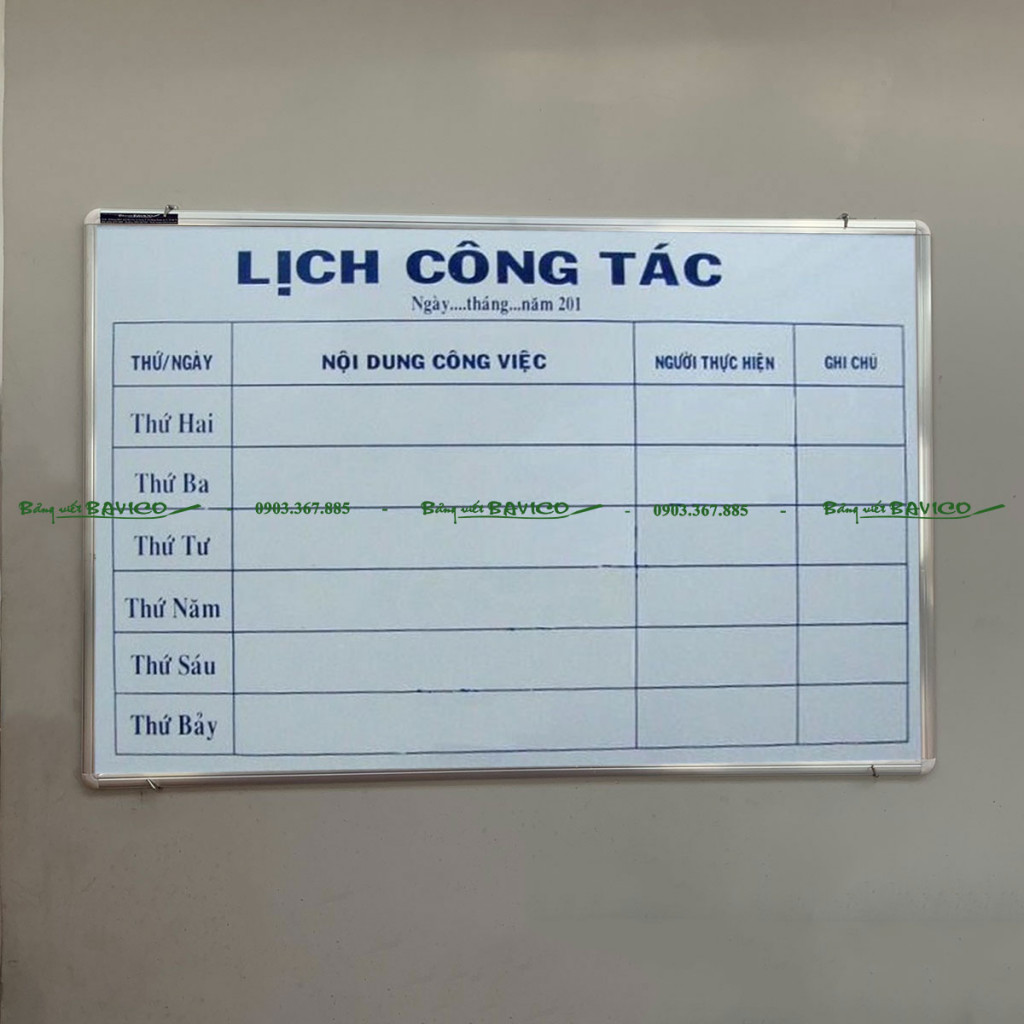 LỊCH CÔNG TÁC
Ngày....tháng...năm 201
THỨ/NGÀY NỘI DUNG CÔNG VIỆC NGƯỜI THỰC HIỆN GHI CHÚ
Thứ Hai
Thứ Ba
Bảng viết BAVICO - 0903.367.885 - Bảng viết BAVICO - 0903.367.885 - Bảng viết BAVICO
Thứ Tư
Thứ Năm
Thứ Sáu
Thứ Bảy